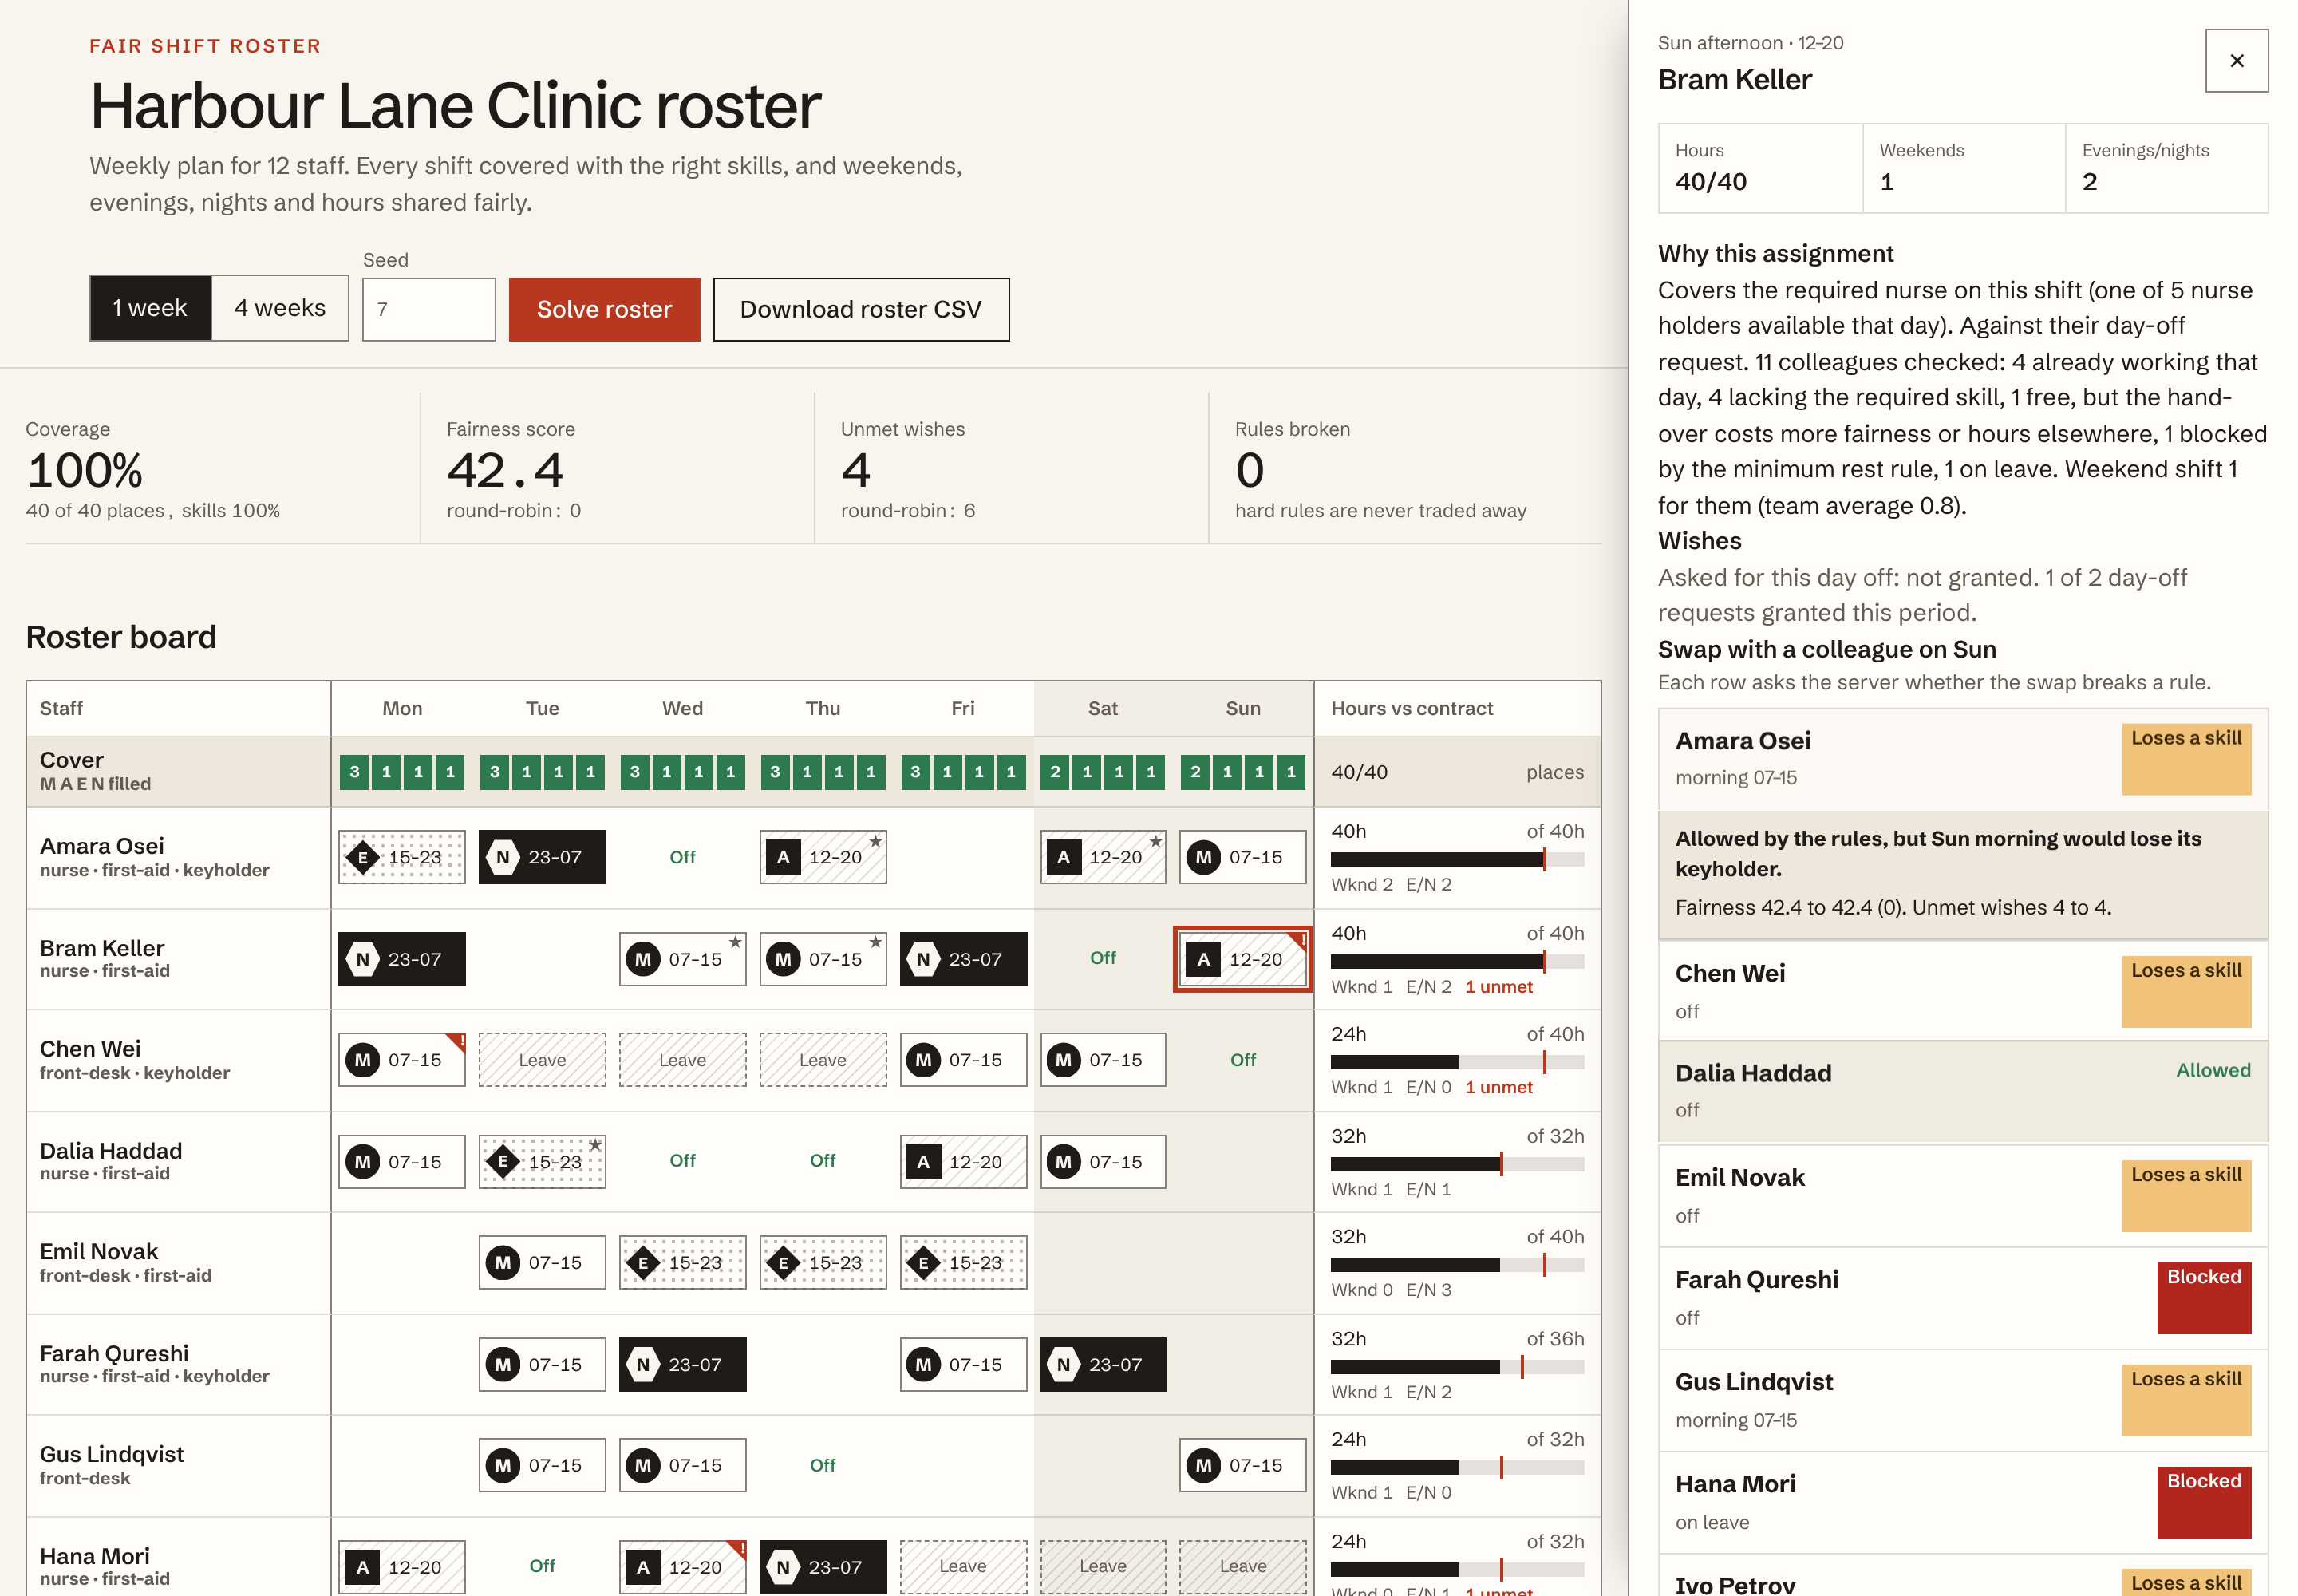 FAIR SHIFT ROSTER
Harbour Lane Clinic roster
Weekly plan for 12 staff. Every shift covered with the right skills, and weekends,
evenings, nights and hours shared fairly.
Seed
1 week 4 weeks 7 Solve roster Download roster CSV
Coverage
100%
40 of 40 places, skills 100%
Fairness score
42.4
round-robin: 0
Unmet wishes
4
round-robin: 6
Rules broken
0
hard rules are never traded away
Roster board
Staff Mon Tue Wed Thu Fri Sat Sun Hours vs contract
Cover
M A E N filled
3 1 1 1 3 1 1 1 3 1 1 1 3 1 1 1 3 1 1 1 2 1 1 1 2 1 1 1 40/40 places
Amara Osei
nurse · first-aid · keyholder
E 15-23 N 23-07 Off A 12-20 ★ A 12-20 ★ M 07-15
40h of 40h
Wknd 2 E/N 2
Bram Keller
nurse · first-aid
N 23-07 M 07-15 ★ M 07-15 ★ N 23-07 Off A 12-20 !
40h of 40h
Wknd 1 E/N 2 1 unmet
Chen Wei
front-desk · keyholder
M 07-15 ! Leave Leave Leave M 07-15 M 07-15 Off
24h of 40h
Wknd 1 E/N 0 1 unmet
Dalia Haddad
nurse · first-aid
M 07-15 E 15-23 ★ Off Off A 12-20 M 07-15
32h of 32h
Wknd 1 E/N 1
Emil Novak
front-desk · first-aid
M 07-15 E 15-23 E 15-23 E 15-23
32h of 40h
Wknd 0 E/N 3
Farah Qureshi
nurse · first-aid · keyholder
M 07-15 N 23-07 M 07-15 N 23-07
32h of 36h
Wknd 1 E/N 2
Gus Lindqvist
front-desk
M 07-15 M 07-15 Off M 07-15
24h of 32h
Wknd 1 E/N 0
Hana Mori
nurse · first-aid
A 12-20 Off A 12-20 ! N 23-07 Leave Leave Leave
24h of 32h
Wknd 0 E/N 1 1 unmet
Sun afternoon · 12-20
Bram Keller
×
Hours
40/40
Weekends
1
Evenings/nights
2
Why this assignment
Covers the required nurse on this shift (one of 5 nurse
holders available that day). Against their day-off
request. 11 colleagues checked: 4 already working that
day, 4 lacking the required skill, 1 free, but the hand-
over costs more fairness or hours elsewhere, 1 blocked
by the minimum rest rule, 1 on leave. Weekend shift 1
for them (team average 0.8).
Wishes
Asked for this day off: not granted. 1 of 2 day-off
requests granted this period.
Swap with a colleague on Sun
Each row asks the server whether the swap breaks a rule.
Amara Osei Loses a skill
morning 07-15
Allowed by the rules, but Sun morning would lose its
keyholder.
Fairness 42.4 to 42.4 (0). Unmet wishes 4 to 4.
Chen Wei Loses a skill
off
Dalia Haddad Allowed
off
Emil Novak Loses a skill
off
Farah Qureshi Blocked
off
Gus Lindqvist Loses a skill
morning 07-15
Hana Mori Blocked
on leave
Ivo Petrov Loses a skill